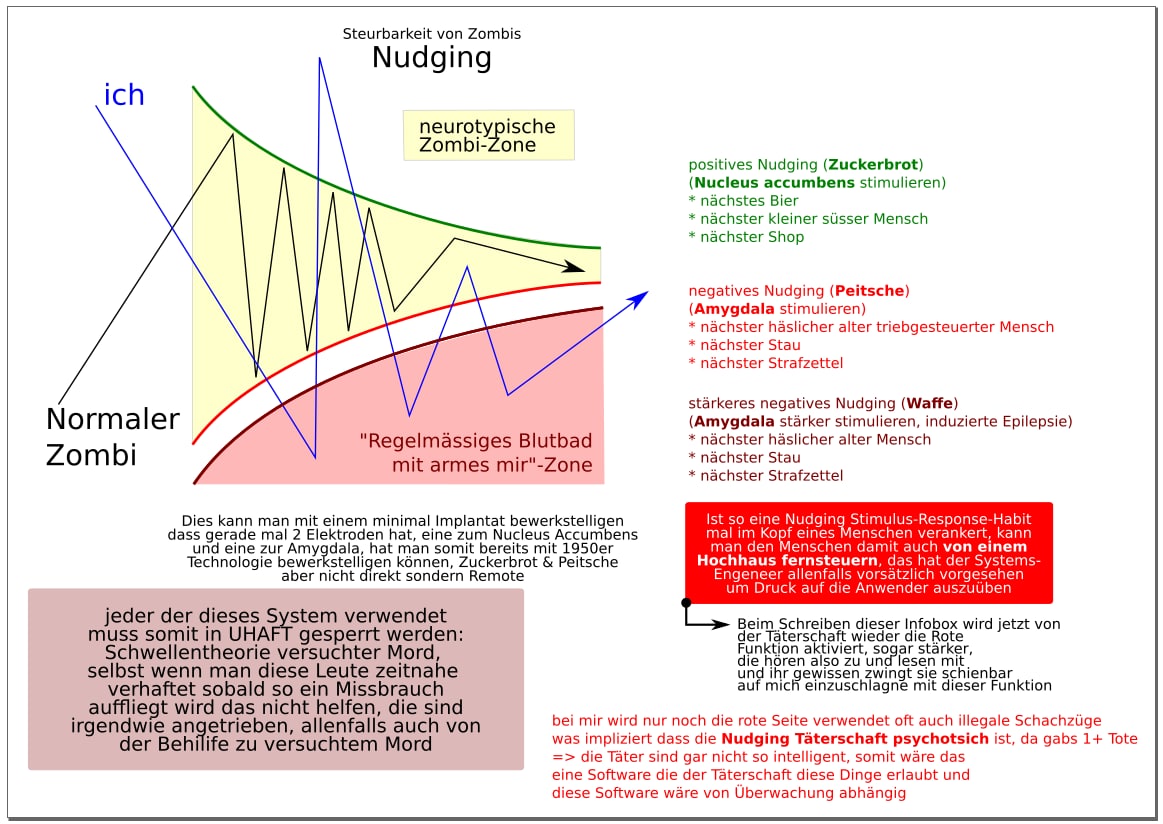 Steurbarkeit von Zombis
Nudging
ich
neurotypische
Zombi-Zone
Normaler
Zombi
"Regelmässiges Blutbad
mit armes mir"-Zone
positives Nudging (Zuckerbrot)
(Nucleus accumbens stimulieren)
* nächstes Bier
* nächster kleiner süsser Mensch
* nächster Shop
negatives Nudging (Peitsche)
(Amygdala stimulieren)
* nächster häslicher alter triebgesteuerter Mensch
* nächster Stau
* nächster Strafzettel
stärkeres negatives Nudging (Waffe)
(Amygdala stärker stimulieren, induzierte Epilepsie)
* nächster häslicher alter Mensch
* nächster Stau
* nächster Strafzettel
Dies kann man mit einem minimal Implantat bewerkstelligen
dass gerade mal 2 Elektroden hat, eine zum Nucleus Accumbens
und eine zur Amygdala, hat man somit bereits mit 1950er
Technologie bewerkstelligen können, Zuckerbrot & Peitsche
aber nicht direkt sondern Remote
jeder der dieses System verwendet
muss somit in UHAFT gesperrt werden:
Schwellentheorie versuchter Mord,
selbst wenn man diese Leute zeitnahe
verhaftet sobald so ein Missbrauch
auffliegt wird das nicht helfen, die sind
irgendwie angetrieben, allenfalls auch von
der Behilife zu versuchtem Mord
Ist so eine Nudging Stimulus-Response-Habit
mal im Kopf eines Menschen verankert, kann
man den Menschen damit auch von einem
Hochhaus fernsteuern, das hat der Systems-
Engeneer allenfalls vorsätzlich vorgesehen
um Druck auf die Anwender auszuüben
Beim Schreiben dieser Infobox wird jetzt von
der Täterschaft wieder die Rote
Funktion aktiviert, sogar stärker,
die hören also zu und lesen mit
und ihr gewissen zwingt sie schienbar
auf mich einzuschlagne mit dieser Funktion
bei mir wird nur noch die rote Seite verwendet oft auch illegale Schachzüge
was impliziert dass die Nudging Täterschaft psychotsich ist, da gabs 1+ Tote
=> die Täter sind gar nicht so intelligent, somit wäre das
eine Software die der Täterschaft diese Dinge erlaubt und
diese Software wäre von Überwachung abhängig